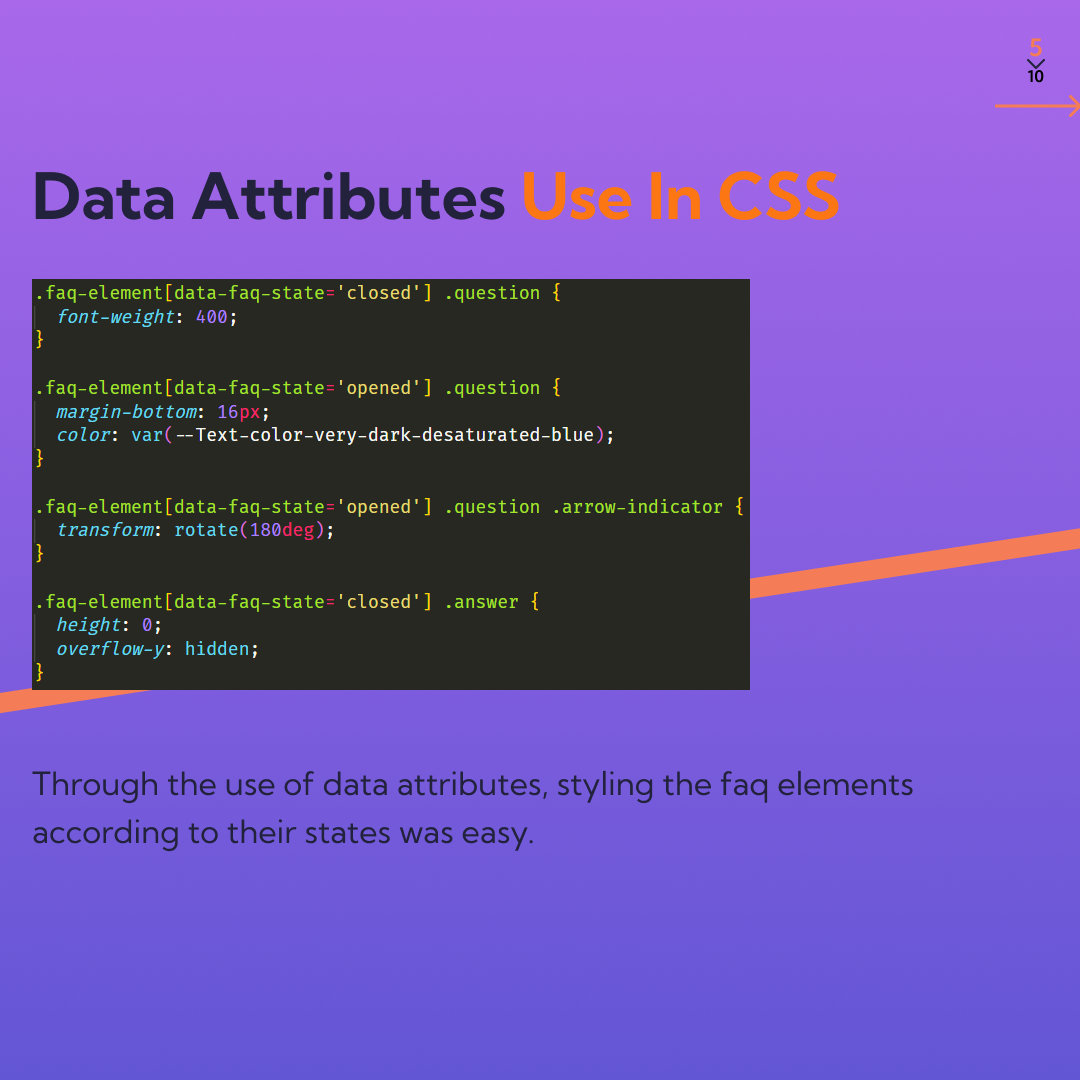 5
10
Data Attributes Use In CSS
.faq-element[data-faq-state='closed'] .question {
  font-weight: 400;
}

.faq-element[data-faq-state='opened'] .question {
  margin-bottom: 16px;
  color: var(--Text-color-very-dark-desaturated-blue);
}

.faq-element[data-faq-state='opened'] .question .arrow-indicator {
  transform: rotate(180deg);
}

.faq-element[data-faq-state='closed'] .answer {
  height: 0;
  overflow-y: hidden;
}
Through the use of data attributes, styling the faq elements
according to their states was easy.